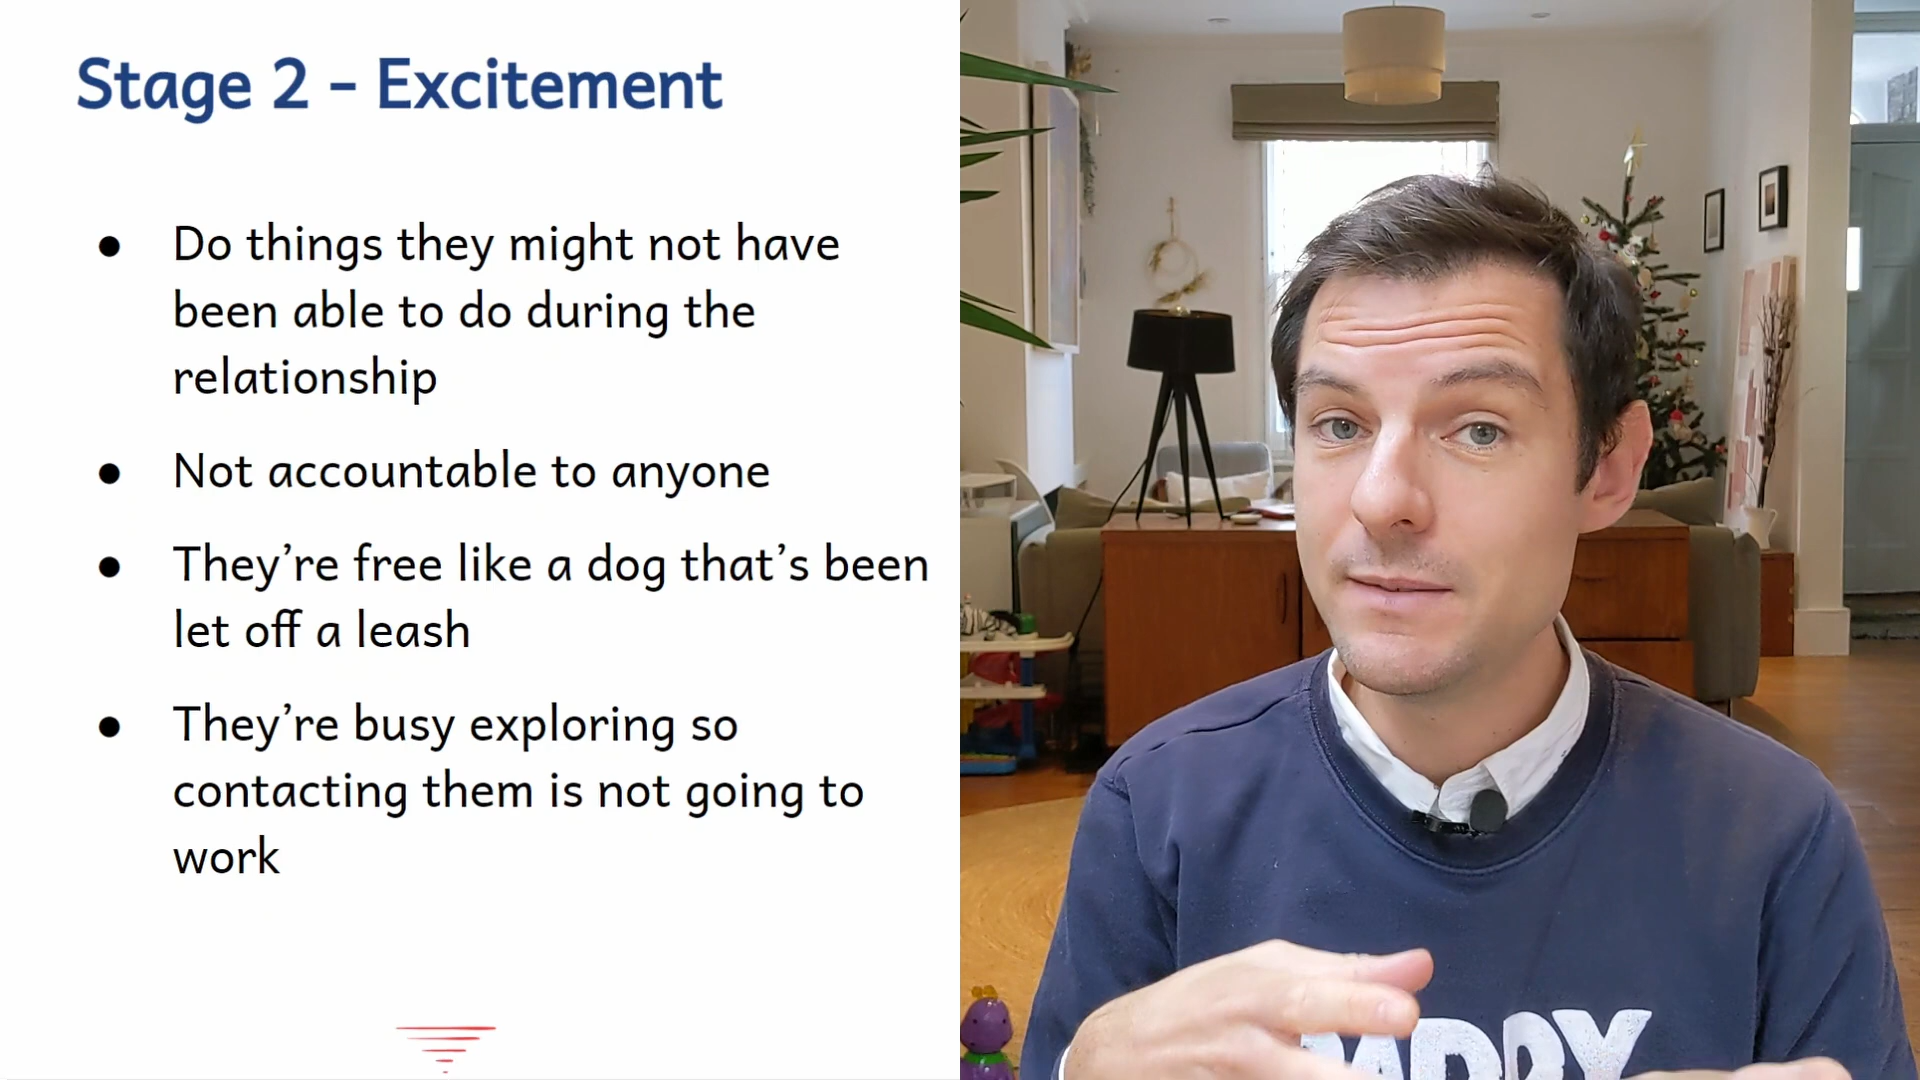 Stage 2 - Excitement
● Do things they might not have
been able to do during the
relationship
● Not accountable to anyone
● They’re free like a dog that’s been
let off a leash
● They’re busy exploring so
contacting them is not going to
work